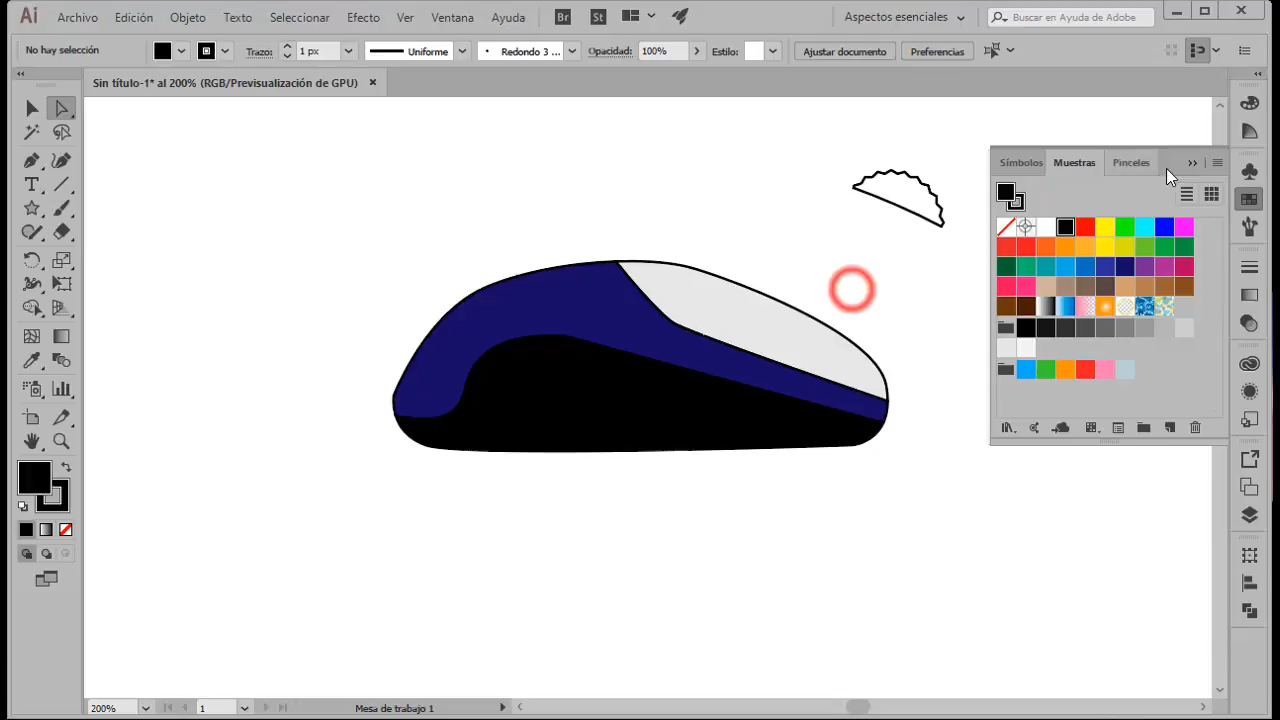 Ai Archivo Edición Objeto Texto Seleccionar Efecto Ver Ventana Ayuda Br St Aspectos esenciales Buscar en Ayuda de Adobe
No hay selección Trazo: 1 px Uniforme Redondo 3 ... Opacidad: 100% Estilo: Ajustar documento Preferencias
Sin título-1* al 200% (RGB/Previsualización de GPU)
Símbolos Muestras Pinceles
200% 1 Mesa de trabajo 1